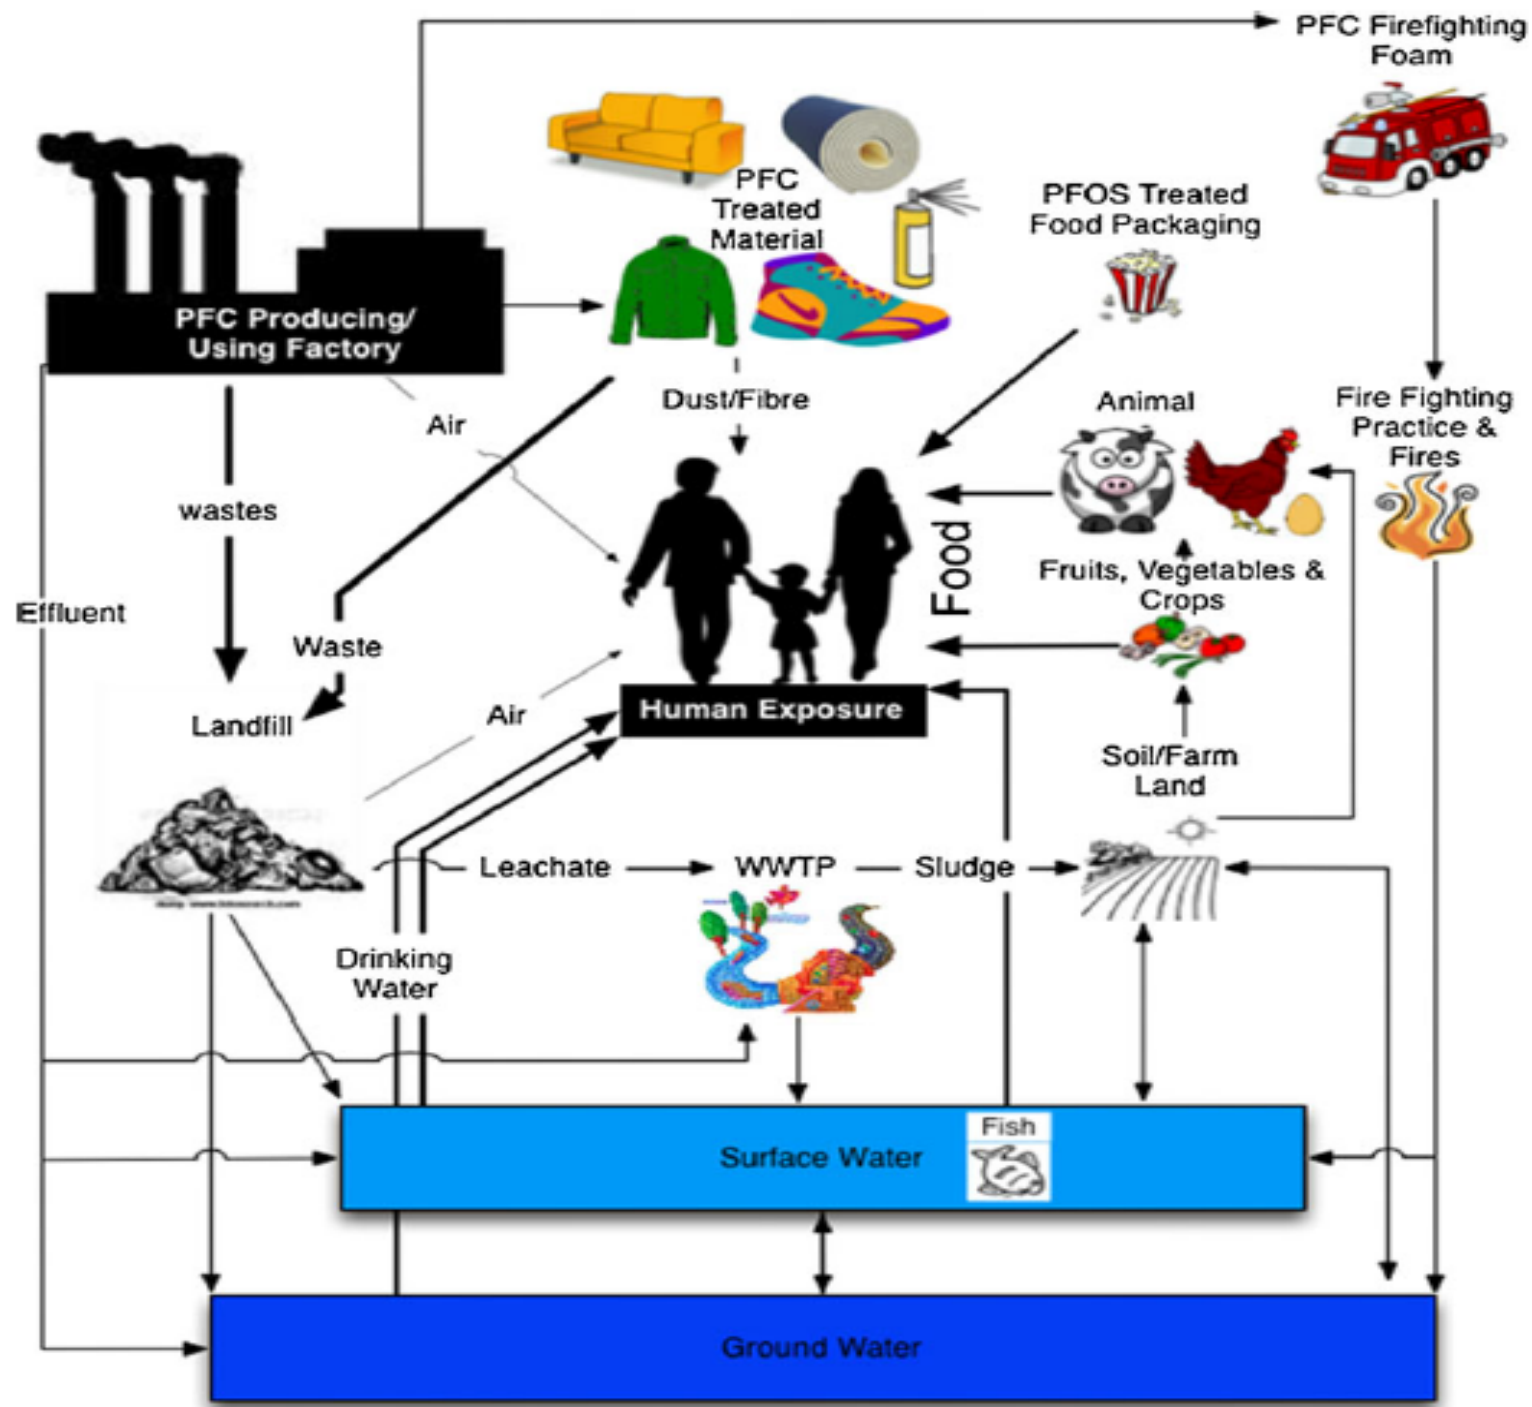 PFC Firefighting
Foam
PFC
Treated
Material
PFOS Treated
Food Packaging
PFC Producing/
Using Factory
Dust/Fibre
Animal
Fire Fighting
Practice &
Fires
Air
wastes
Food
Fruits, Vegetables &
Crops
Effluent
Waste
Landfill
Air
Human Exposure
Soil/Farm
Land
Leachate
WWTP
Sludge
Drinking
Water
Fish
Surface Water
Ground Water